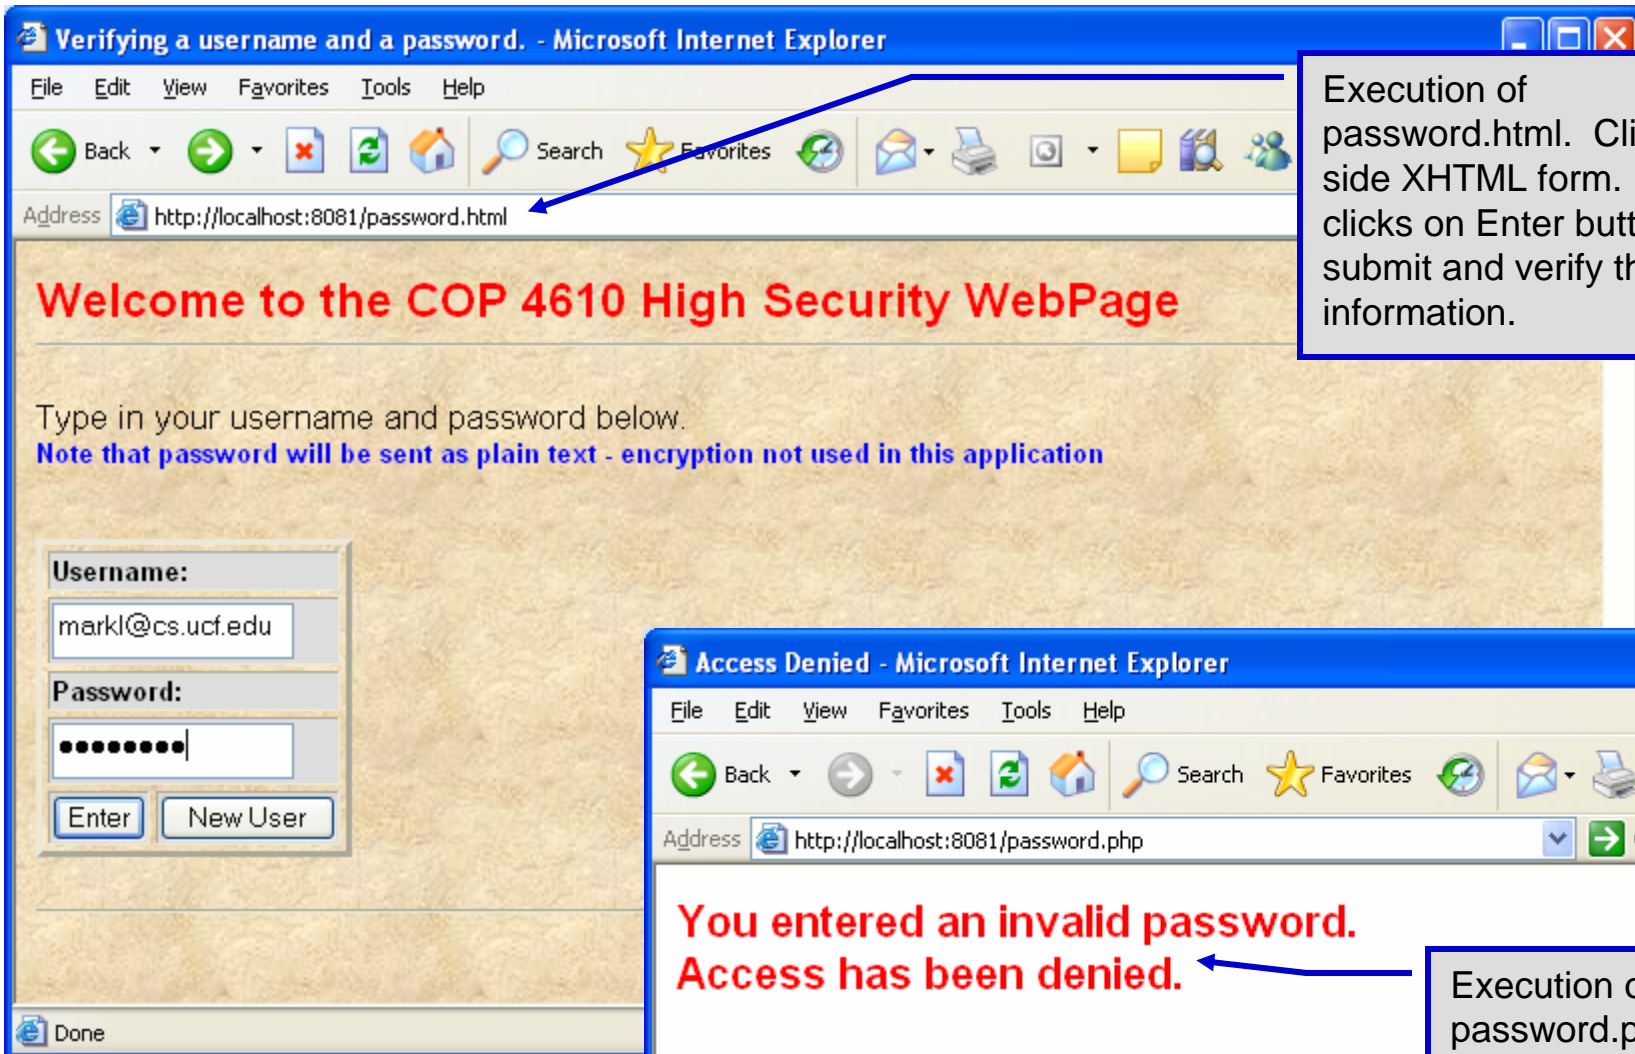 Verifying a username and a password. - Microsoft Internet Explorer
File Edit View Favorites Tools Help
Back Search Favorites
Address http://localhost:8081/password.html
Execution of
password.html. Cli
side XHTML form.
clicks on Enter butt
submit and verify th
information.
Welcome to the COP 4610 High Security WebPage
Type in your username and password below.
Note that password will be sent as plain text - encryption not used in this application
Username:
markl@cs.ucf.edu
Password:
••••••••
Enter New User
Done
Access Denied - Microsoft Internet Explorer
File Edit View Favorites Tools Help
Back Search Favorites
Address http://localhost:8081/password.php
You entered an invalid password.
Access has been denied.
Execution o
password.p